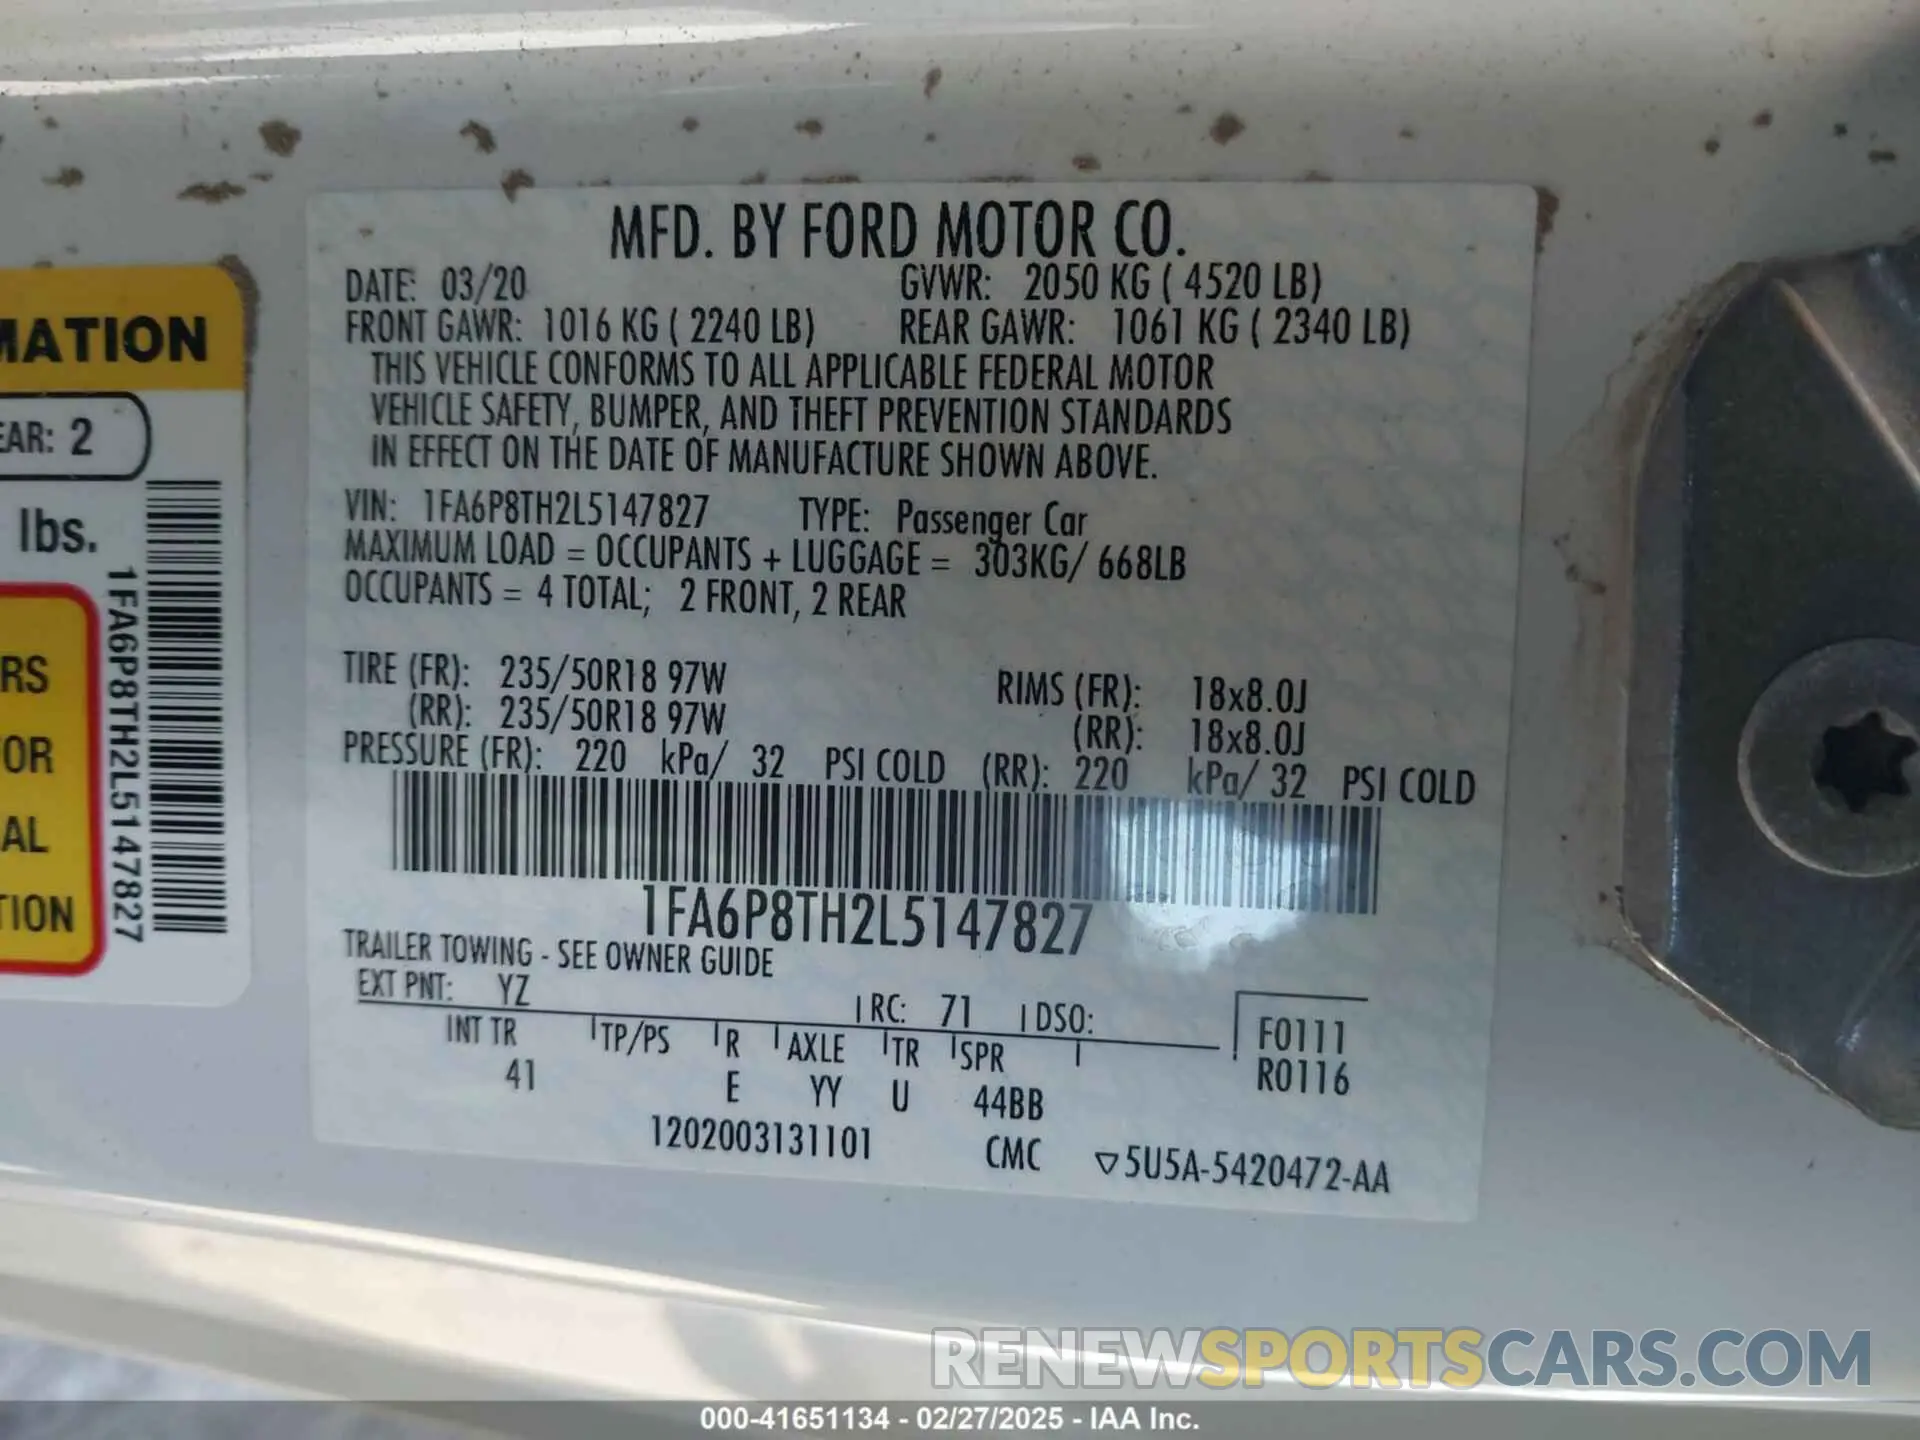 MFD. BY FORD MOTOR CO.
DATE: 03/20 GVWR: 2050 KG ( 4520 LB)
FRONT GAWR: 1016 KG ( 2240 LB) REAR GAWR: 1061 KG ( 2340 LB)
THIS VEHICLE CONFORMS TO ALL APPLICABLE FEDERAL MOTOR
VEHICLE SAFETY, BUMPER, AND THEFT PREVENTION STANDARDS
IN EFFECT ON THE DATE OF MANUFACTURE SHOWN ABOVE.
VIN: 1FA6P8TH2L5147827 TYPE: Passenger Car
MAXIMUM LOAD = OCCUPANTS + LUGGAGE = 303KG/ 668LB
OCCUPANTS = 4 TOTAL; 2 FRONT, 2 REAR
TIRE (FR): 235/50R18 97W RIMS (FR): 18x8.0J
(RR): 235/50R18 97W (RR): 18x8.0J
PRESSURE (FR): 220 kPa/ 32 PSI COLD (RR): 220 kPa/ 32 PSI COLD
1FA6P8TH2L5147827
TRAILER TOWING - SEE OWNER GUIDE
EXT PNT: YZ RC: 71 DSO:
INT TR TP/PS R AXLE TR SPR F0111
41 E YY U 44BB R0116
1202003131101 CMC ▽5U5A-5420472-AA
MATION
EAR: 2
lbs.
1FA6P8TH2L5147827
RS
OR
AL
TION
RENEWSPORTSCARS.COM
000-41651134 - 02/27/2025 - IAA Inc.